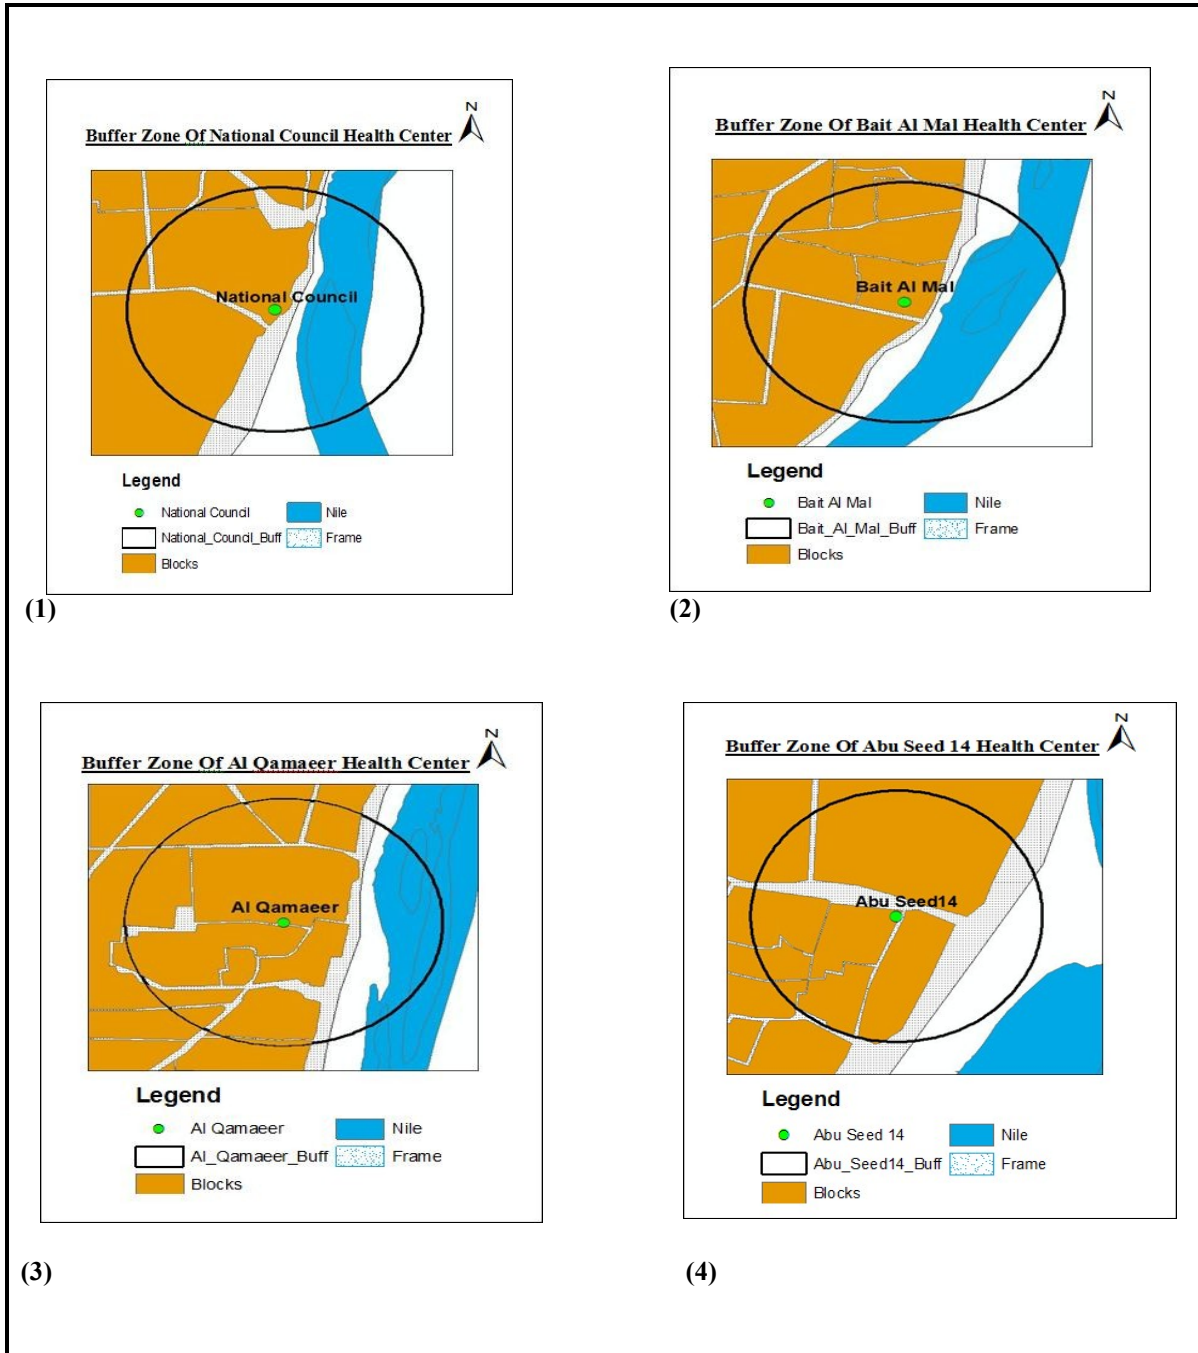 N
Buffer Zone Of National Council Health Center
National Council
Legend
National Council
Nile
National_Council_Buff
Frame
Blocks
(1)
N
Buffer Zone Of Bait Al Mal Health Center
Bait Al Mal
Legend
Bait Al Mal
Nile
Bait_Al_Mal_Buff
Frame
Blocks
(2)
N
Buffer Zone Of Al Qamaeer Health Center
Al Qamaeer
Legend
Al Qamaeer
Nile
Al_Qamaeer_Buff
Frame
Blocks
(3)
N
Buffer Zone Of Abu Seed 14 Health Center
Abu Seed14
Legend
Abu Seed 14
Nile
Abu_Seed14_Buff
Frame
Blocks
(4)